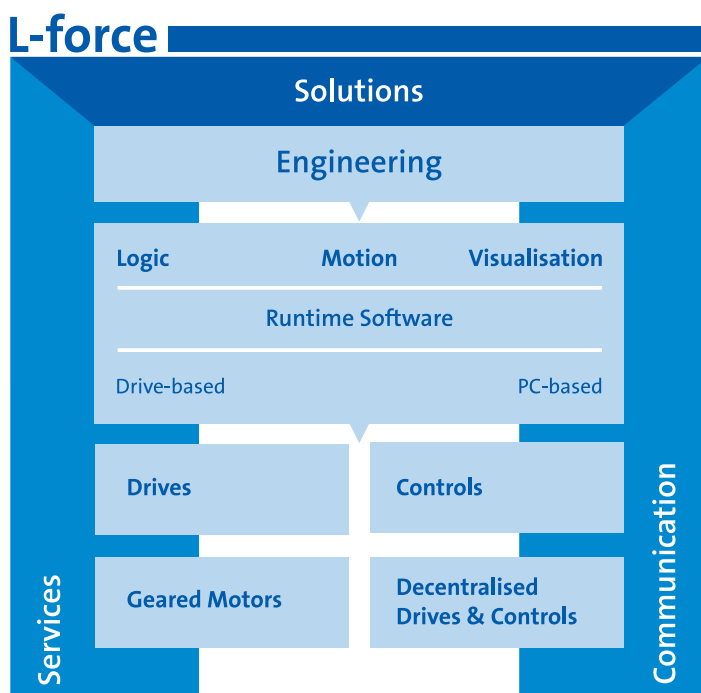 L-force
Solutions
Engineering
Logic Motion Visualisation
Runtime Software
Drive-based PC-based
Drives
Controls
Geared Motors
Decentralised
Drives & Controls
Services
Communication